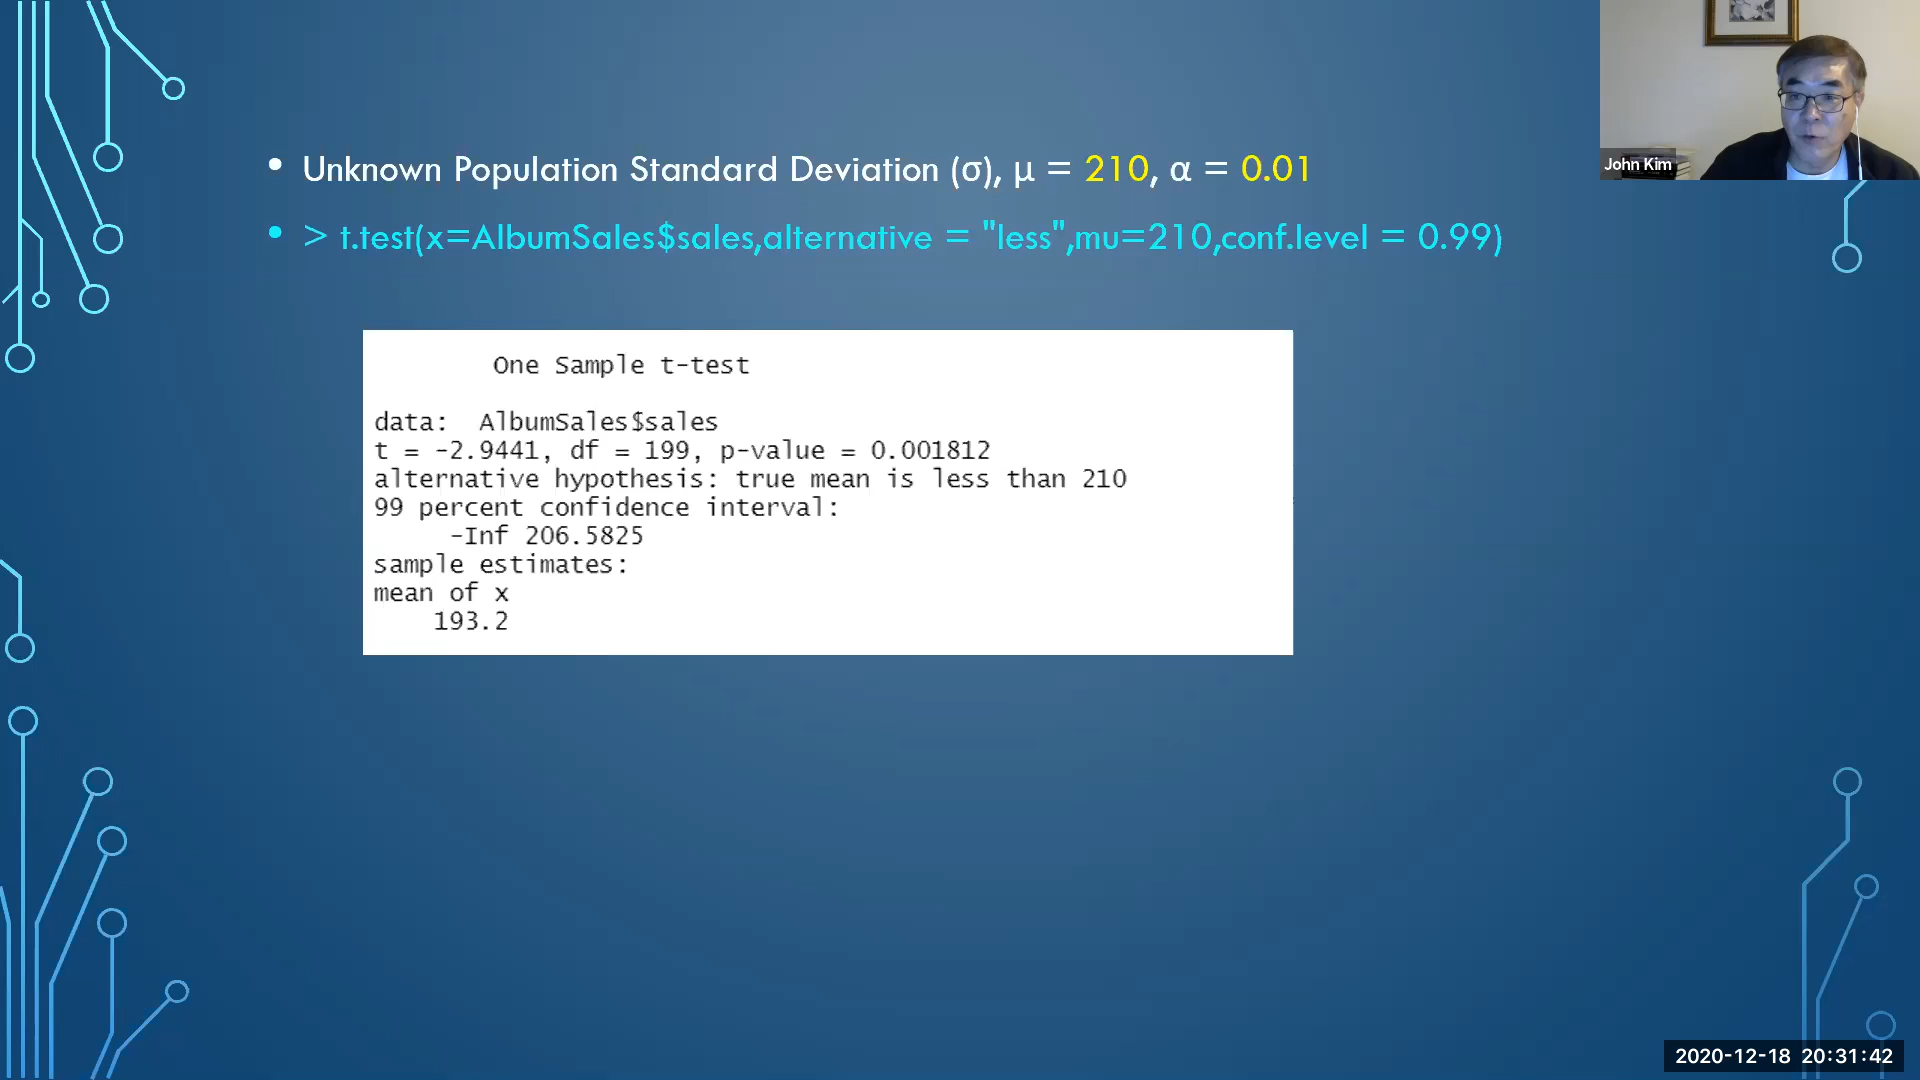 • Unknown Population Standard Deviation (σ), μ = 210, α = 0.01
• > t.test(x=AlbumSales$sales,alternative = "less",mu=210,conf.level = 0.99)
One Sample t-test
data:  AlbumSales$sales
t = -2.9441, df = 199, p-value = 0.001812
alternative hypothesis: true mean is less than 210
99 percent confidence interval:
-Inf 206.5825
sample estimates:
mean of x
193.2
John Kim
2020-12-18 20:31:42